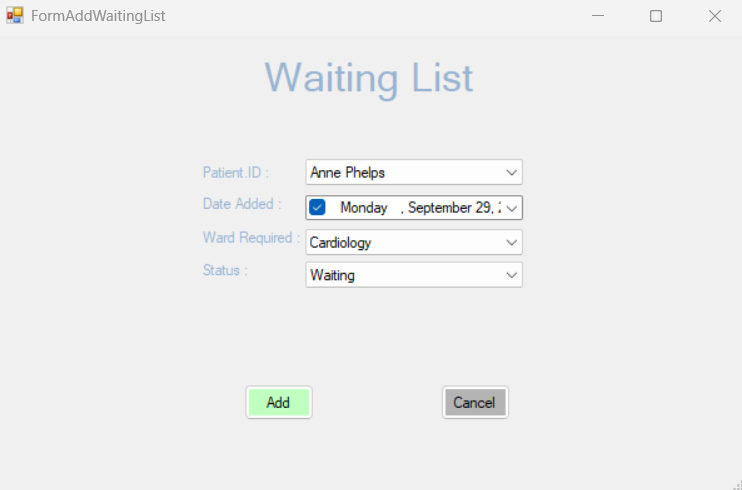 FormAddWaitingList
Waiting List
Patient.ID : Anne Phelps
Date Added : Monday , September 29,
Ward Required : Cardiology
Status : Waiting
Add Cancel